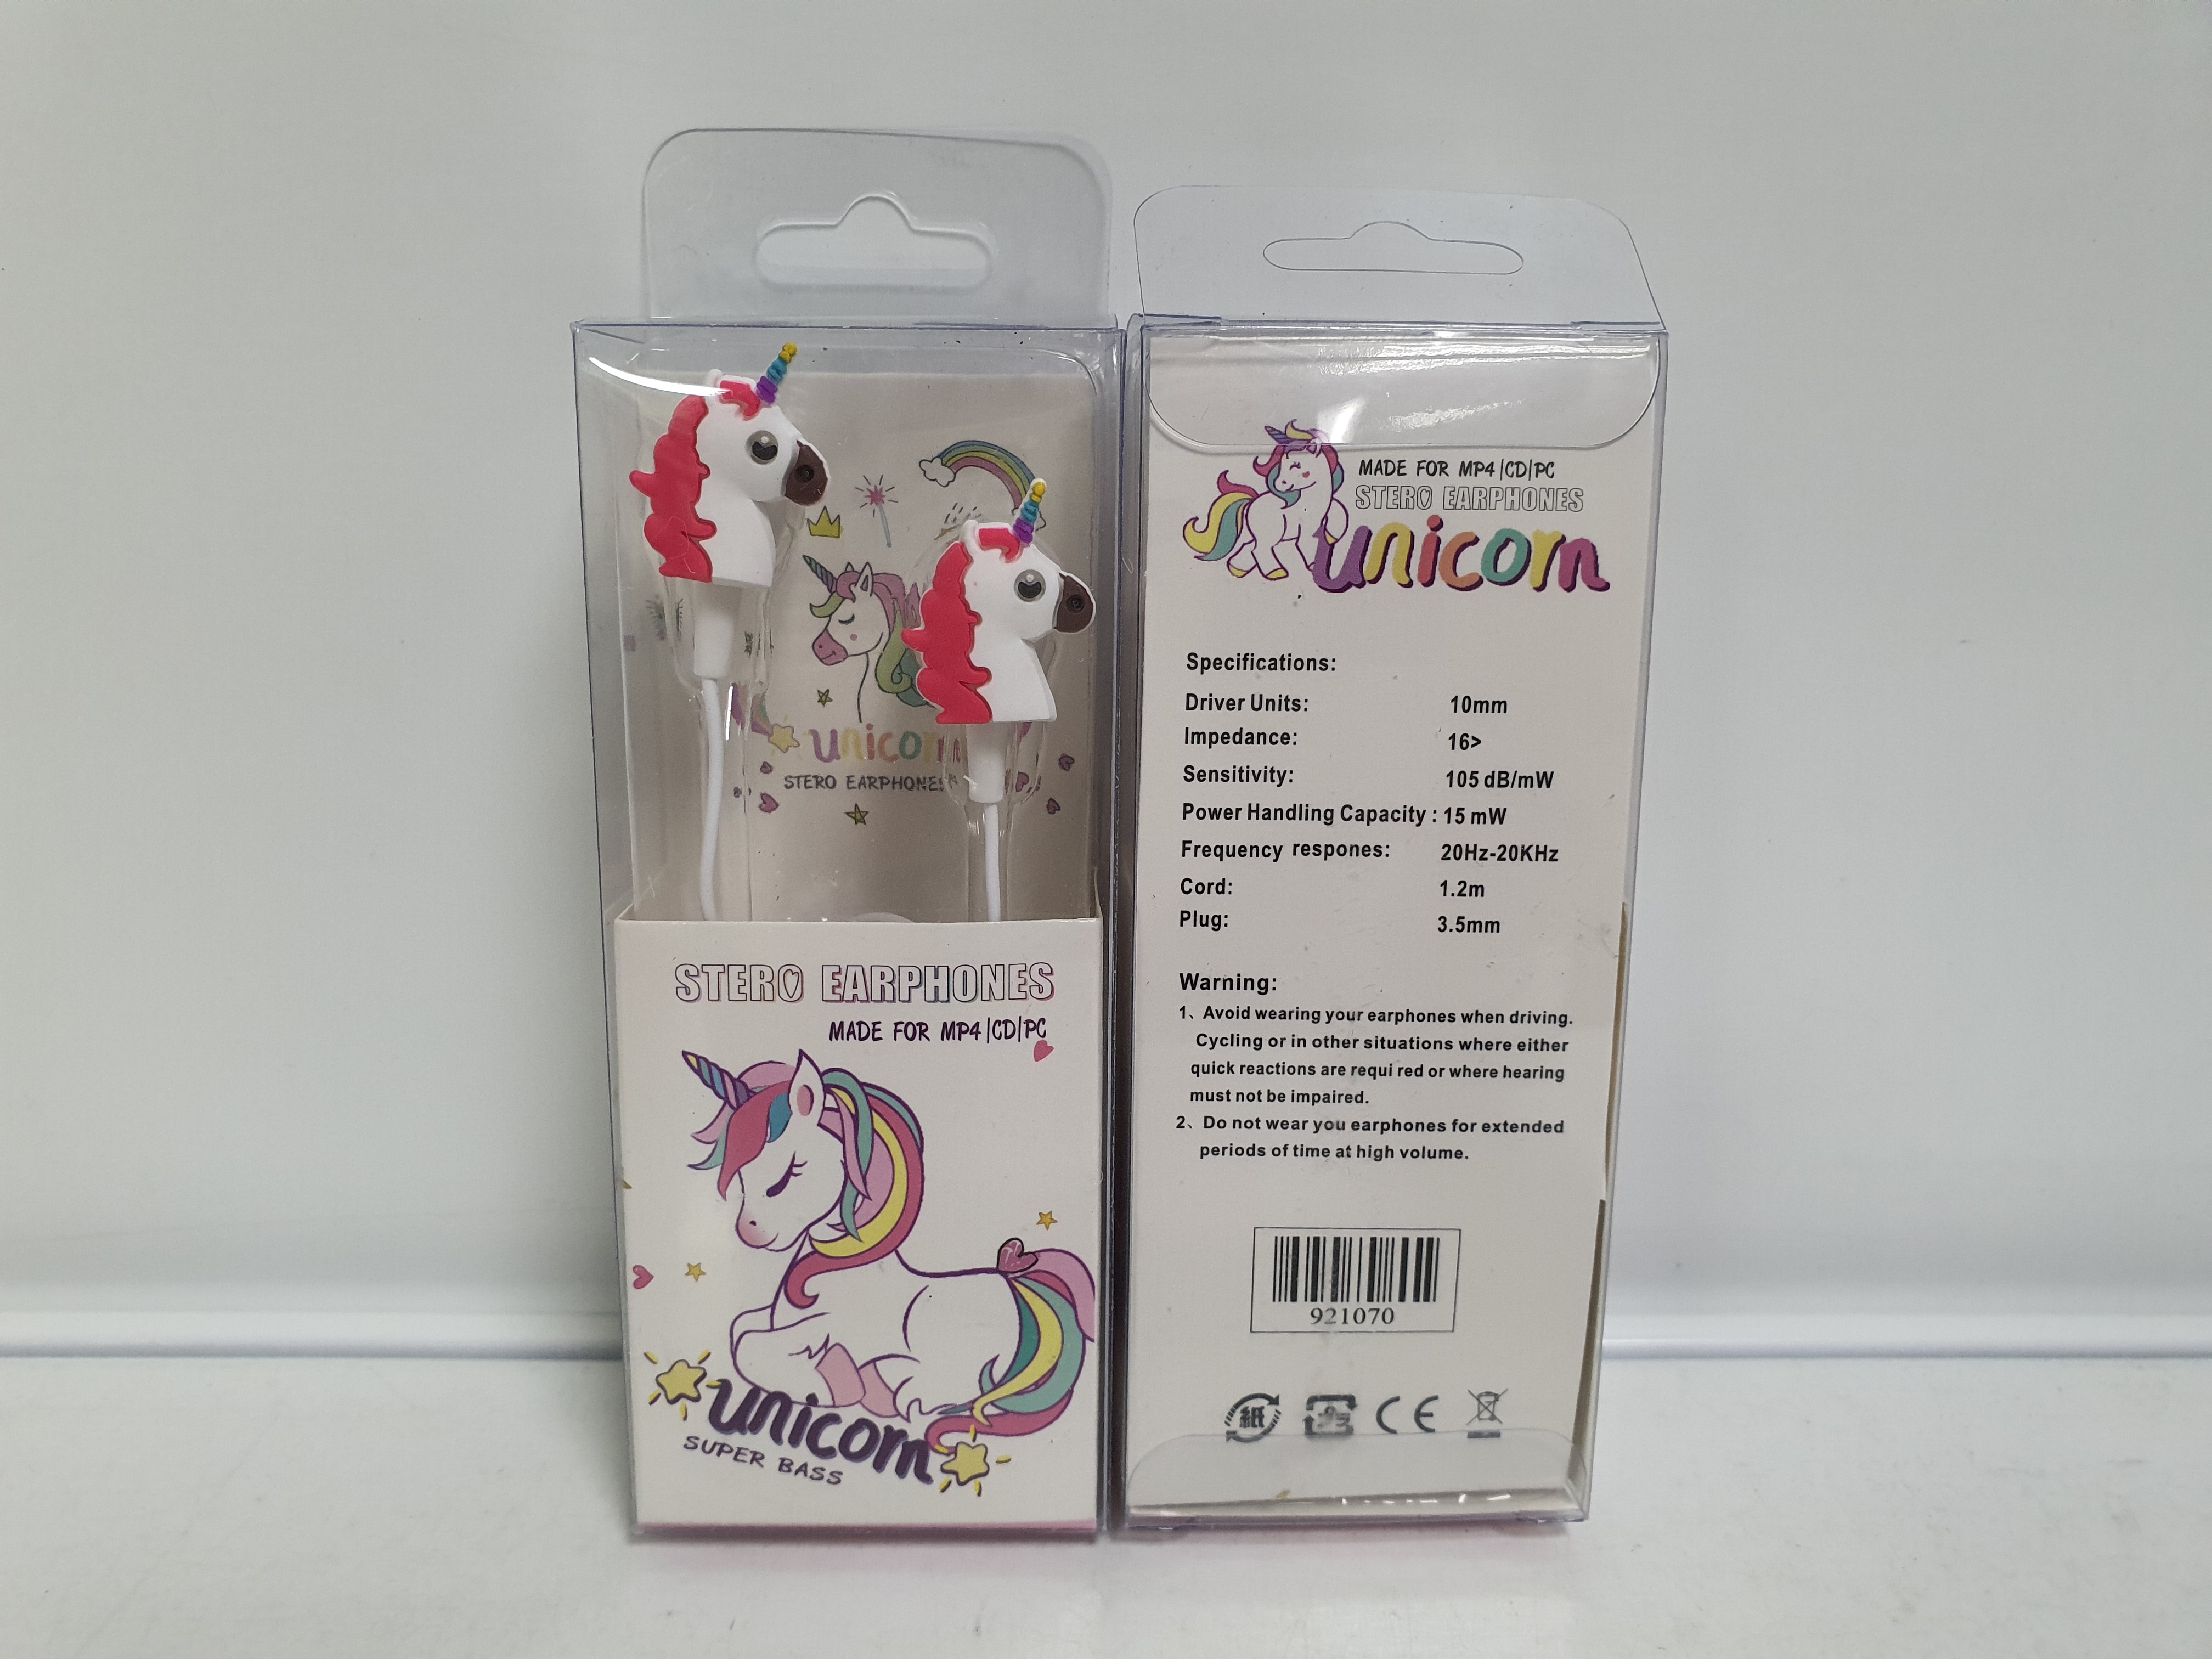 unicorn
STERO EARPHONES
STERO EARPHONES
MADE FOR MP4|CD|PC
unicorn
SUPER BASS
MADE FOR MP4|CD|PC
STERO EARPHONES
unicorn
Specifications:
Driver Units: 10mm
Impedance: 16>
Sensitivity: 105 dB/mW
Power Handling Capacity : 15 mW
Frequency respones: 20Hz-20KHz
Cord: 1.2m
Plug: 3.5mm
Warning:
1、Avoid wearing your earphones when driving.
Cycling or in other situations where either
quick reactions are requi red or where hearing
must not be impaired.
2、Do not wear you earphones for extended
periods of time at high volume.
921070
紙 プラ CE